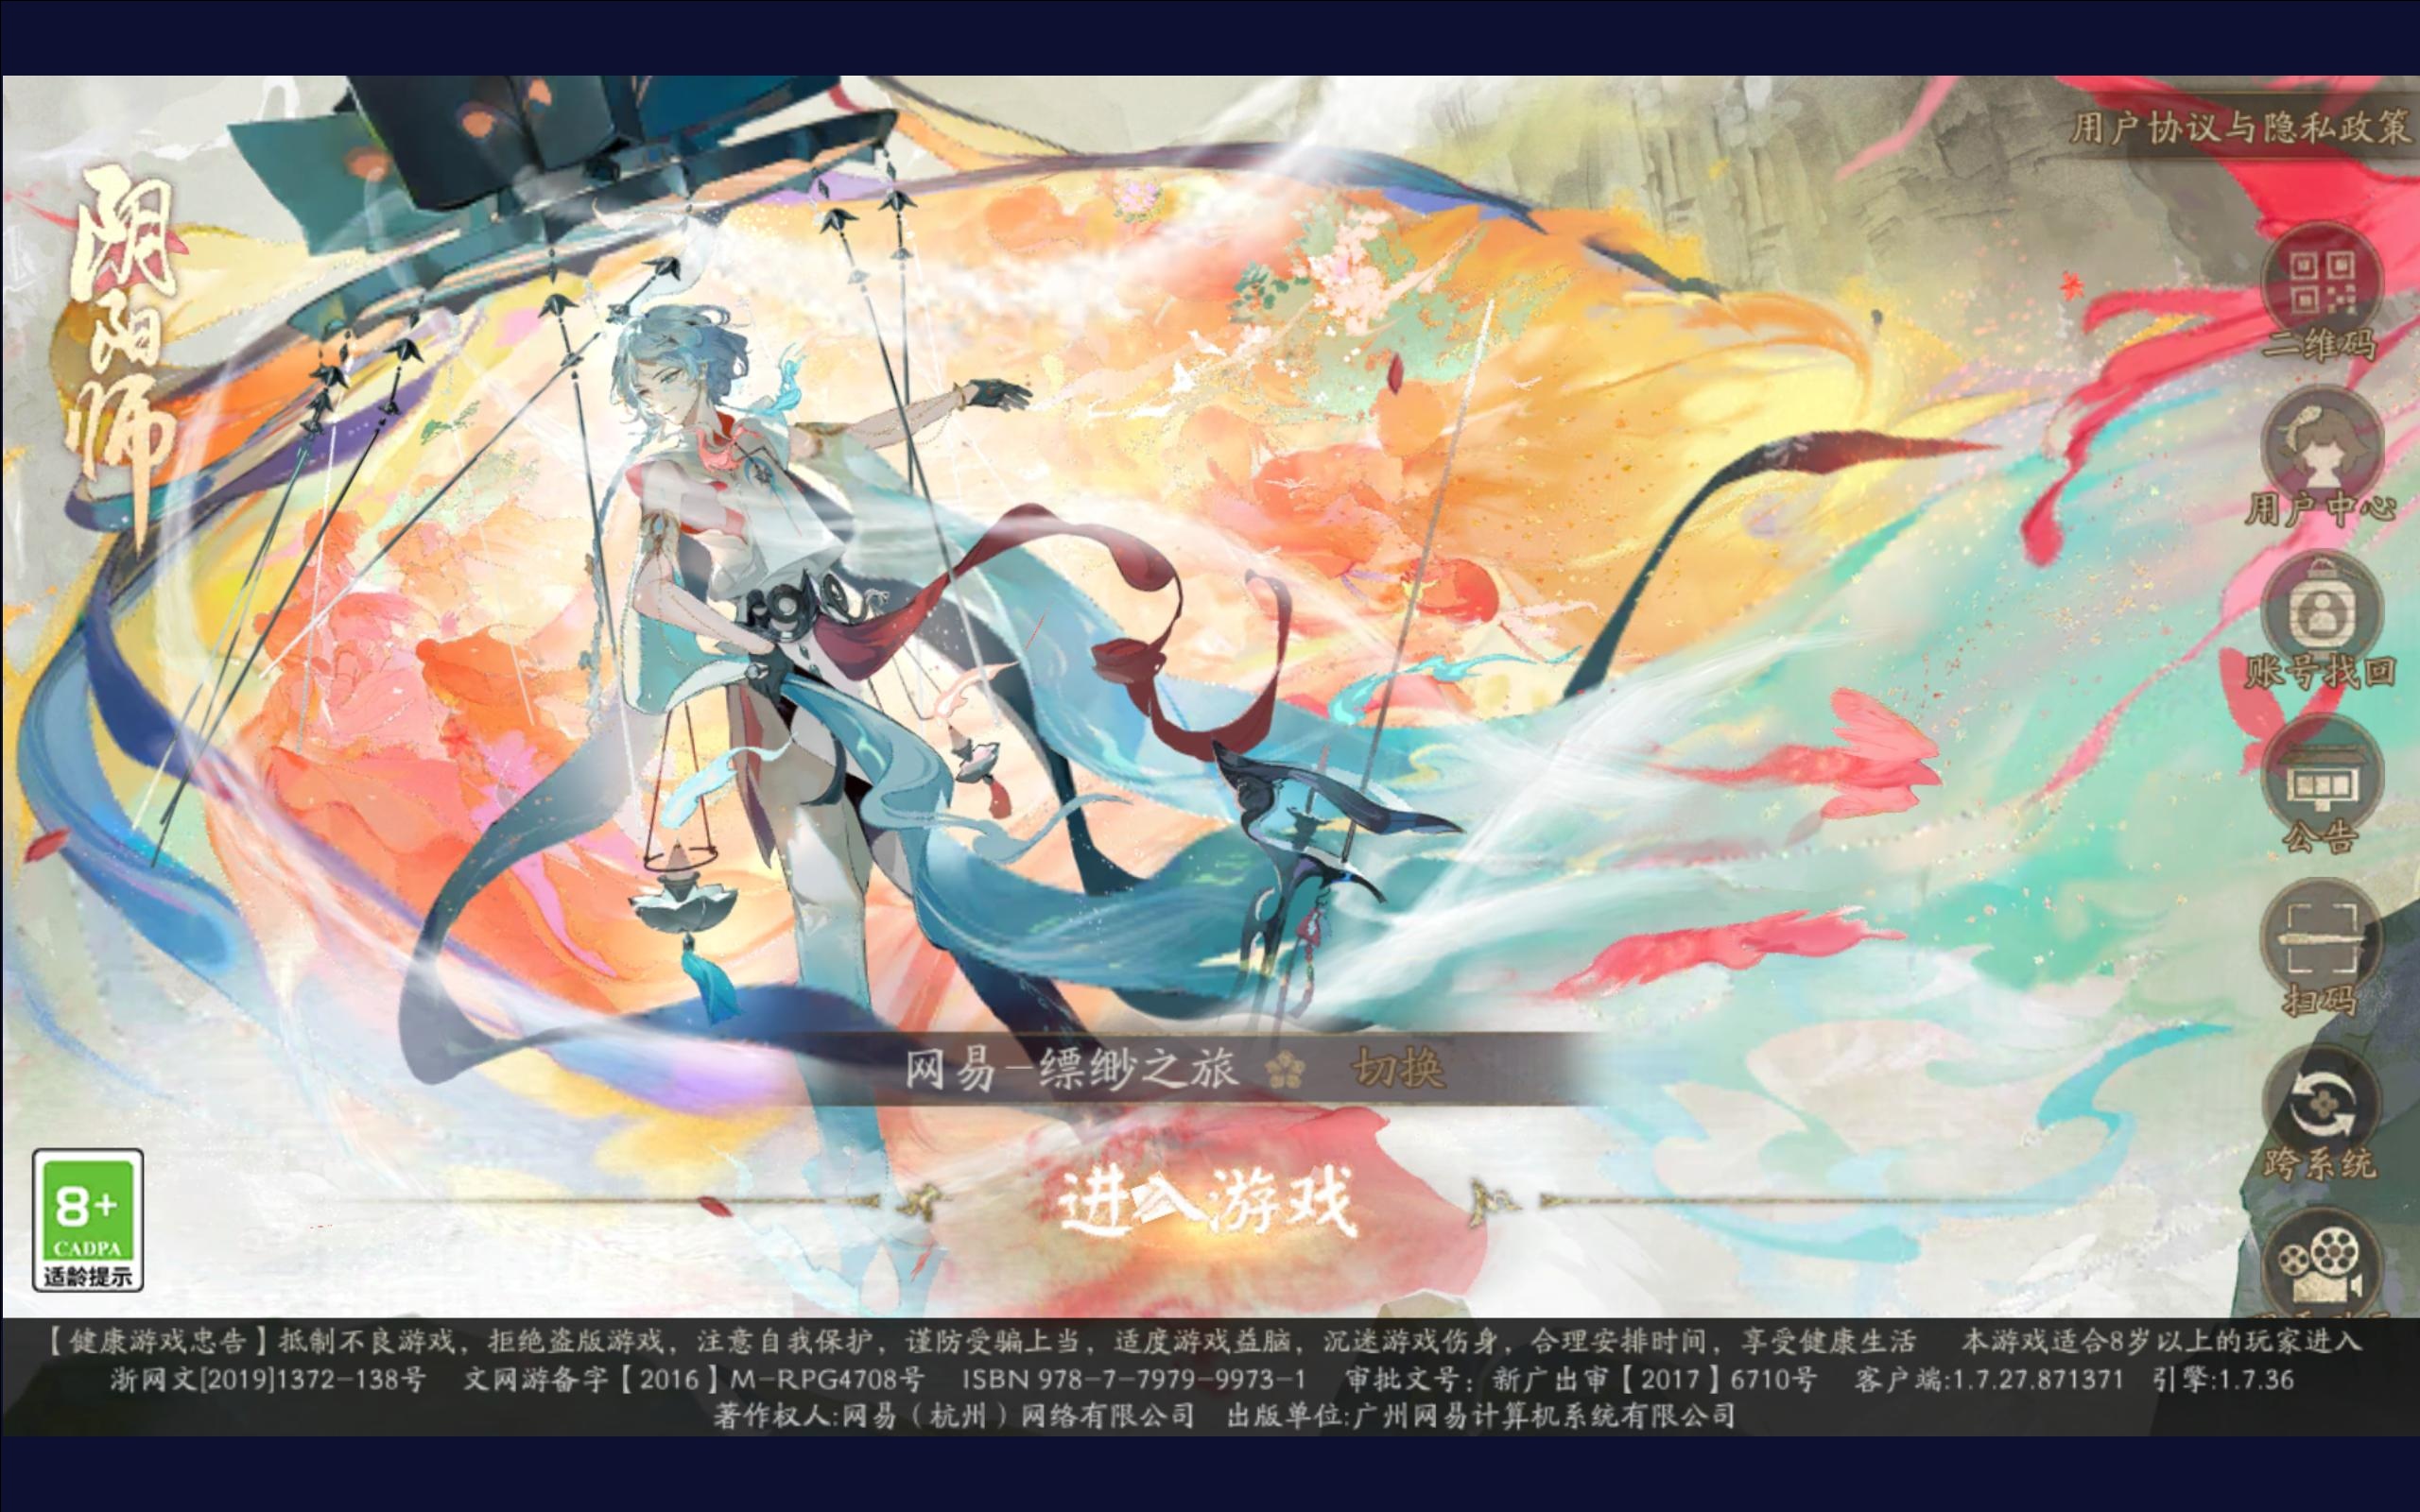 用户协议与隐私政策
阴阳师
二维码
用户中心
账号找回
公告
扫码
跨系统
网易-缥缈之旅 切换
进入游戏
8+
CADPA
适龄提示
【健康游戏忠告】抵制不良游戏，拒绝盗版游戏，注意自我保护，谨防受骗上当，适度游戏益脑，沉迷游戏伤身，合理安排时间，享受健康生活 本游戏适合8岁以上的玩家进入
浙网文[2019]1372-138号 文网游备字【2016】M-RPG4708号 ISBN 978-7-7979-9973-1 审批文号：新广出审【2017】6710号 客户端:1.7.27.871371 引擎:1.7.36
著作权人:网易（杭州）网络有限公司 出版单位:广州网易计算机系统有限公司